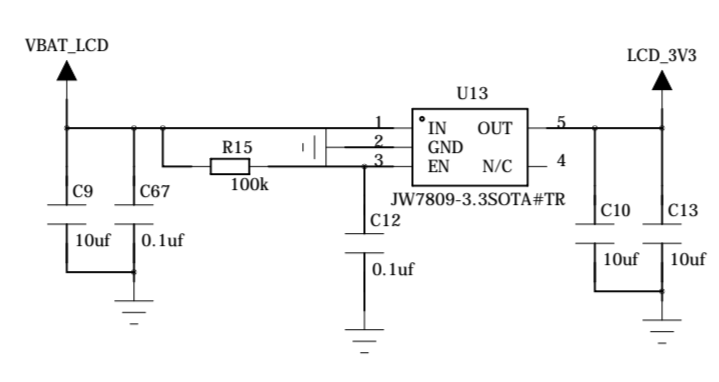 VBAT_LCD
LCD_3V3
U13
1
IN
OUT
5
2
GND
R15
3
EN
N/C
4
100k
JW7809-3.3SOTA#TR
C9
C67
C12
C10
C13
10uf
0.1uf
0.1uf
10uf
10uf